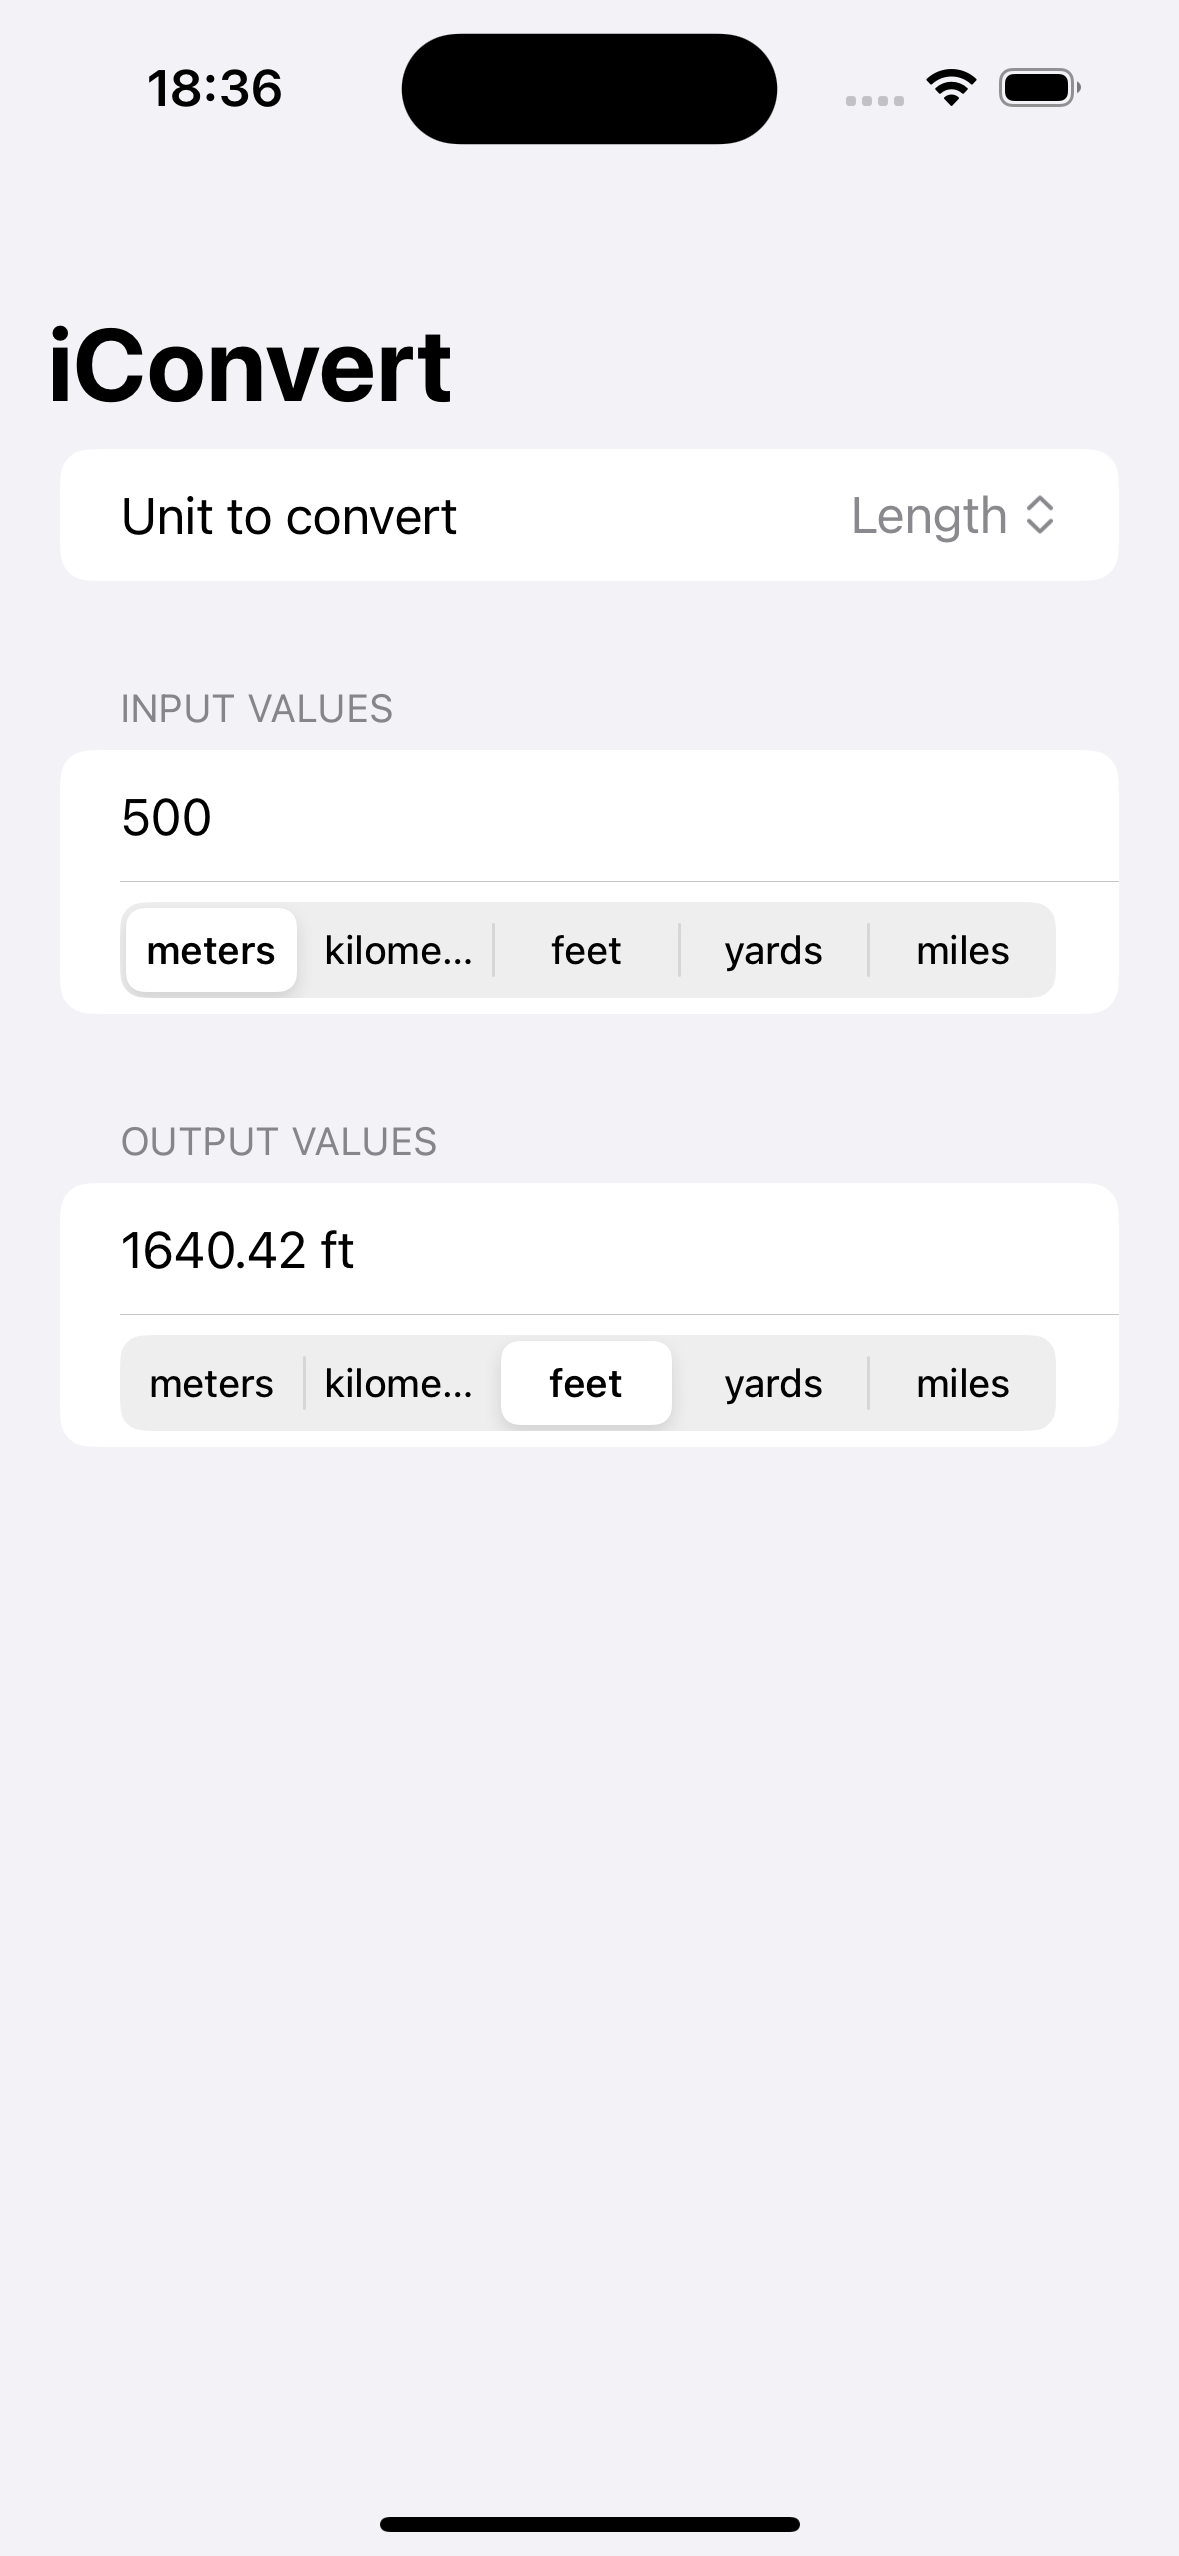 18:36
iConvert
Unit to convert Length
INPUT VALUES
500
meters kilome... feet yards miles
OUTPUT VALUES
1640.42 ft
meters kilome... feet yards miles